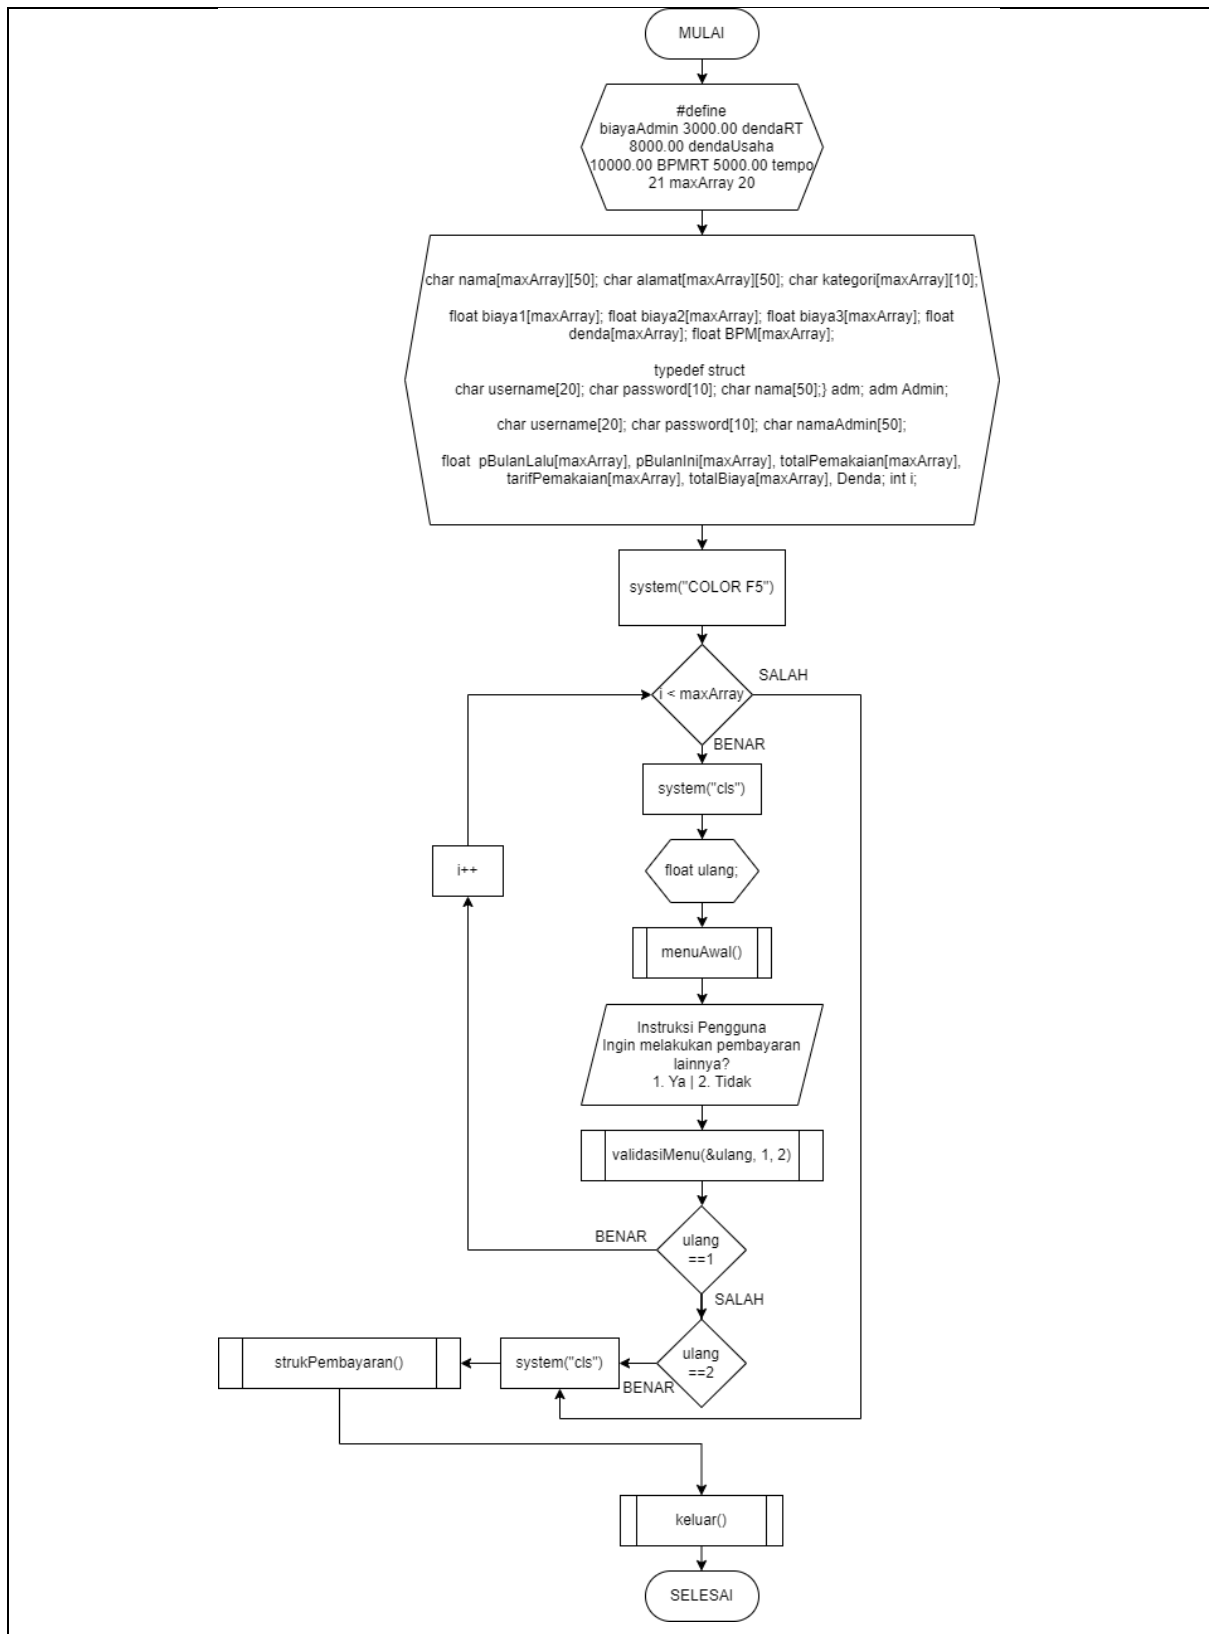 MULAI
#define
biayaAdmin 3000.00 dendaRT
8000.00 dendaUsaha
10000.00 BPMRT 5000.00 tempo
21 maxArray 20
char nama[maxArray][50]; char alamat[maxArray][50]; char kategori[maxArray][10];
float biaya1[maxArray]; float biaya2[maxArray]; float biaya3[maxArray]; float
denda[maxArray]; float BPM[maxArray];
typedef struct
char username[20]; char password[10]; char nama[50];} adm; adm Admin;
char username[20]; char password[10]; char namaAdmin[50];
float pBulanLalu[maxArray], pBulanIni[maxArray], totalPemakaian[maxArray],
tarifPemakaian[maxArray], totalBiaya[maxArray], Denda; int i;
system("COLOR F5")
SALAH
i < maxArray
BENAR
system("cls")
i++
float ulang;
menuAwal()
Instruksi Pengguna
Ingin melakukan pembayaran
lainnya?
1. Ya | 2. Tidak
validasiMenu(&ulang, 1, 2)
BENAR
ulang
==1
SALAH
strukPembayaran()
system("cls")
ulang
==2
BENAR
keluar()
SELESAI